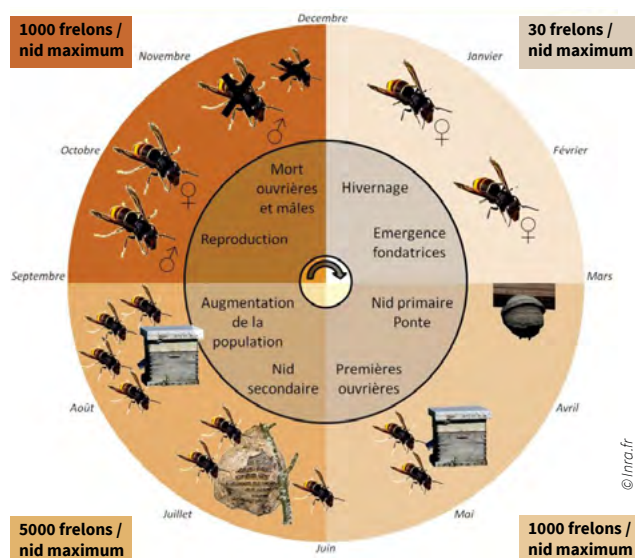 1000 frelons /
nid maximum
Decembre
30 frelons /
nid maximum
Novembre
Janvier
Octobre
Février
♂
♀
♀
♀
♂
Mort
ouvrières
et mâles
Hivernage
Reproduction
Emergence
fondatrices
Septembre
Mars
Augmentation
de la
population
Nid primaire
Ponte
Nid
secondaire
Premières
ouvrières
Août
Avril
Juillet
Mai
Juin
5000 frelons /
nid maximum
1000 frelons /
nid maximum
© Inra.fr